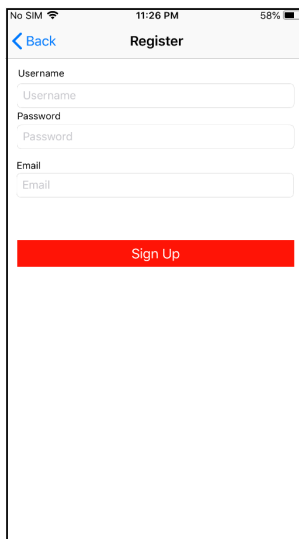 No SIM 11:26 PM 58%
Back Register
Username
Username
Password
Password
Email
Email
Sign Up